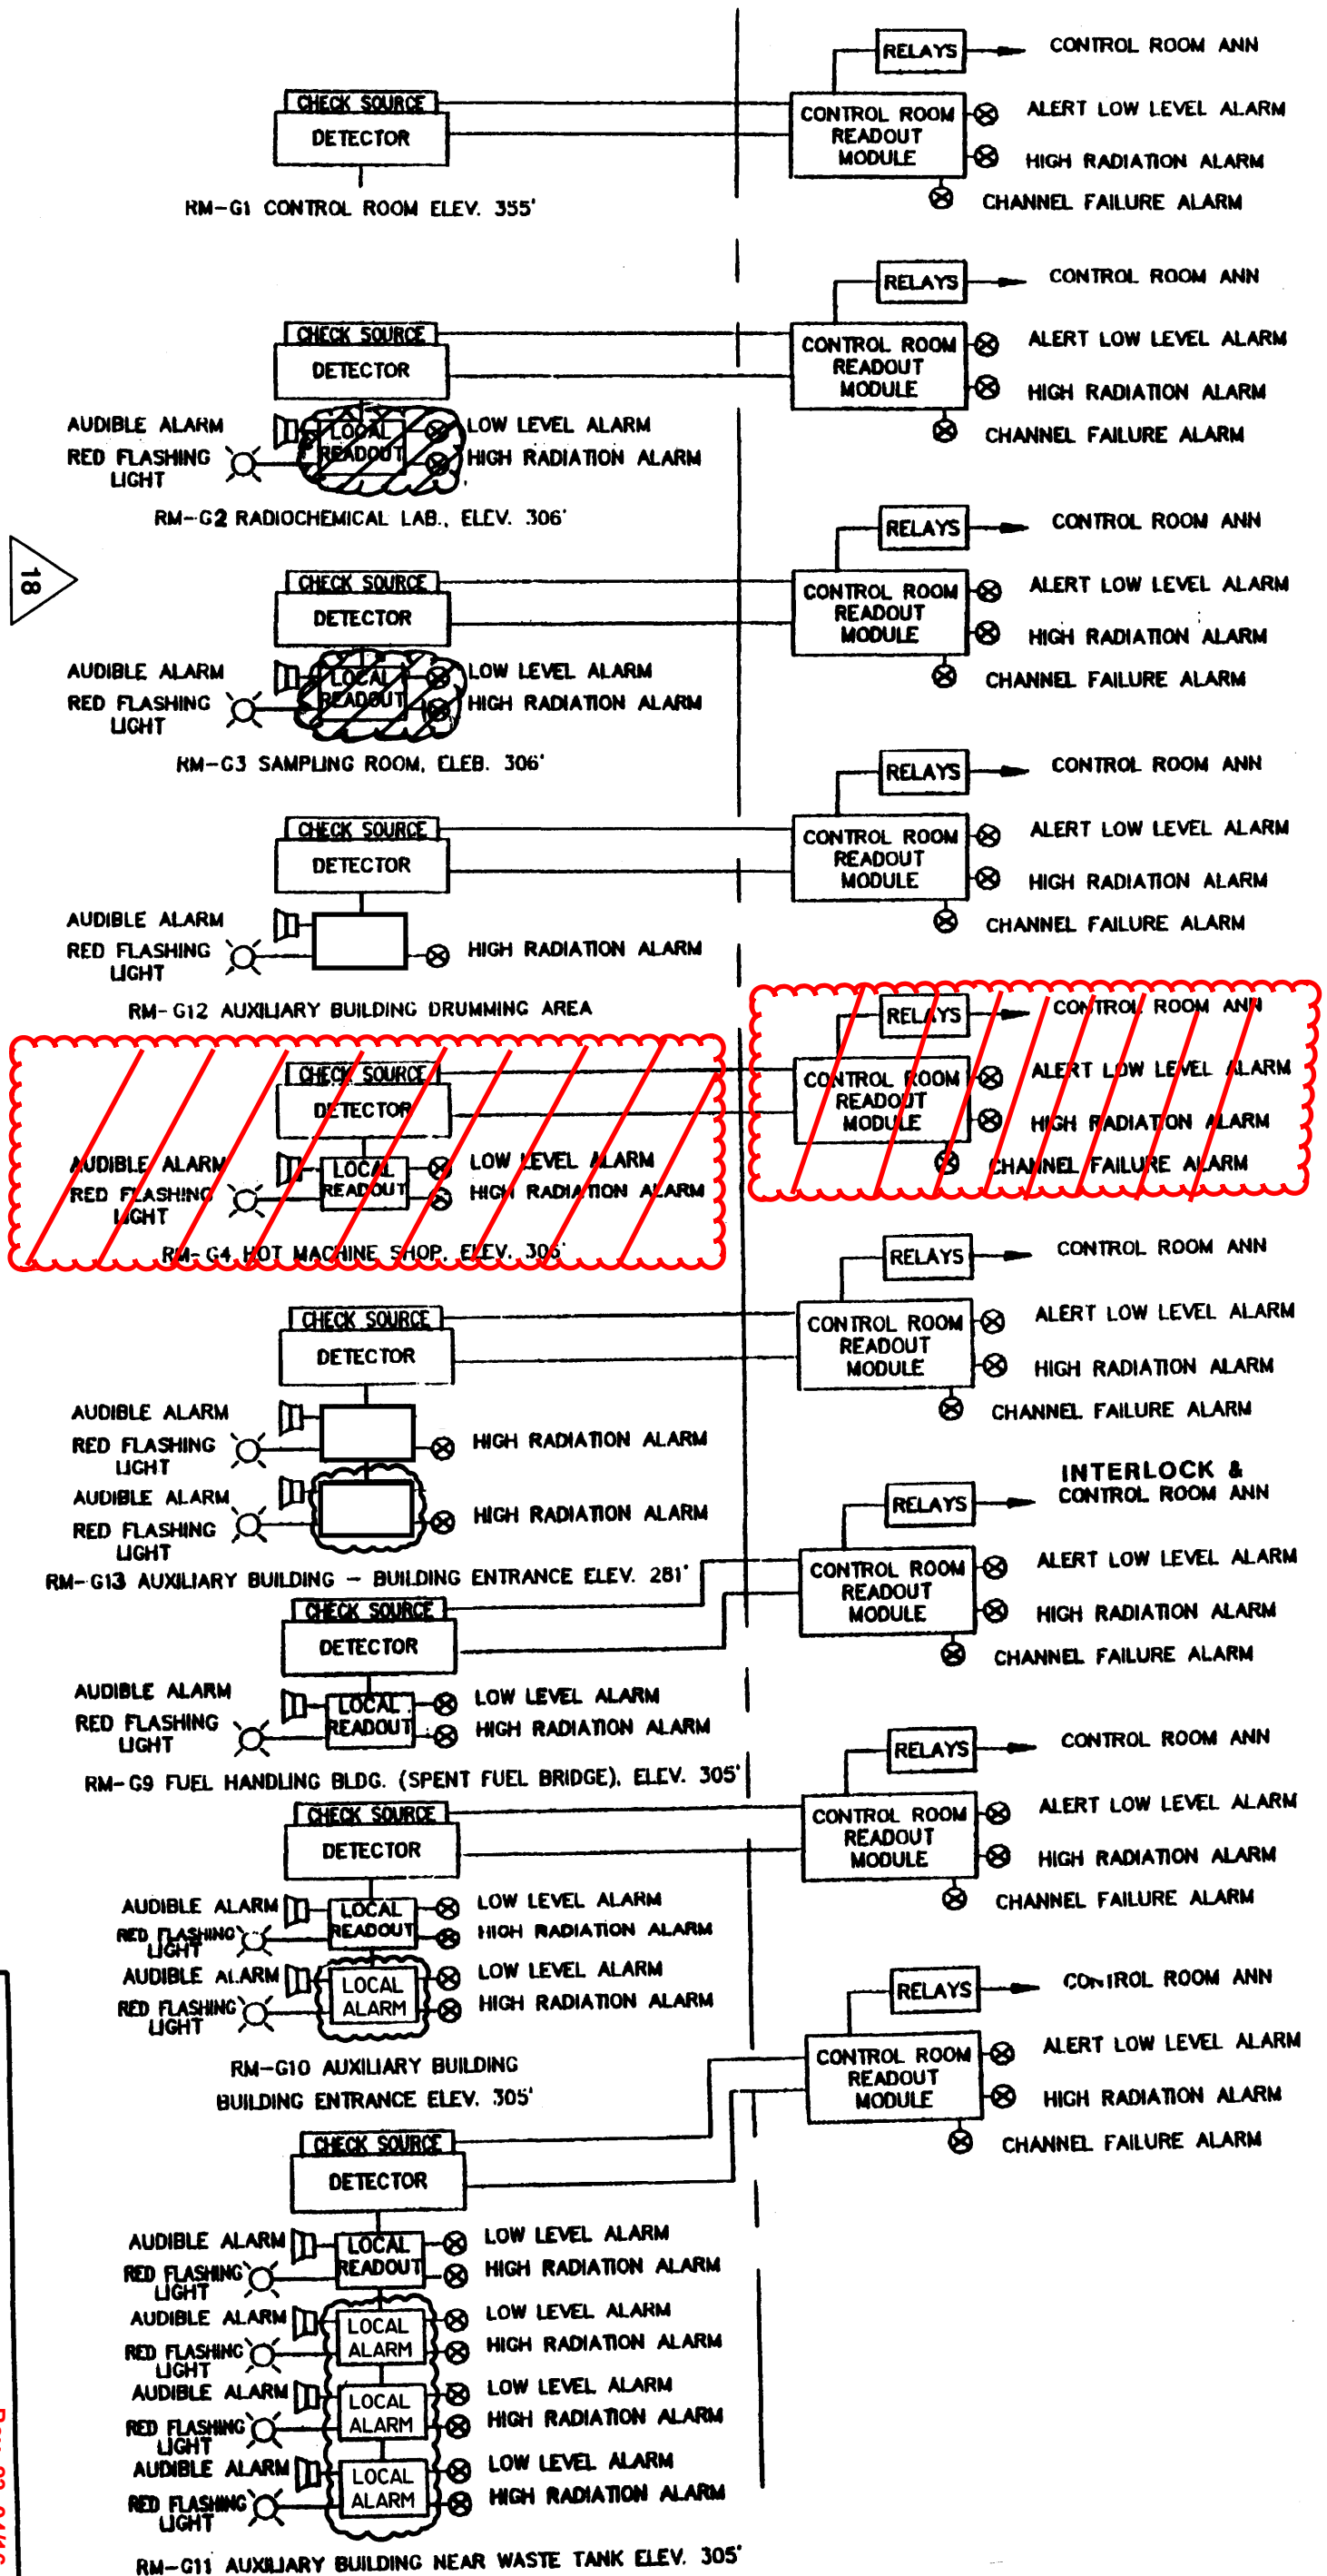 RELAYS
CONTROL ROOM ANN
CHECK SOURCE
DETECTOR
CONTROL ROOM
READOUT
MODULE
ALERT LOW LEVEL ALARM
HIGH RADIATION ALARM
CHANNEL FAILURE ALARM
RM-G1 CONTROL ROOM ELEV. 355'
RELAYS
CONTROL ROOM ANN
CHECK SOURCE
DETECTOR
CONTROL ROOM
READOUT
MODULE
ALERT LOW LEVEL ALARM
HIGH RADIATION ALARM
CHANNEL FAILURE ALARM
AUDIBLE ALARM
RED FLASHING
LIGHT
LOCAL
READOUT
LOW LEVEL ALARM
HIGH RADIATION ALARM
RM-G2 RADIOCHEMICAL LAB., ELEV. 306'
18
RELAYS
CONTROL ROOM ANN
CHECK SOURCE
DETECTOR
CONTROL ROOM
READOUT
MODULE
ALERT LOW LEVEL ALARM
HIGH RADIATION ALARM
CHANNEL FAILURE ALARM
AUDIBLE ALARM
RED FLASHING
LIGHT
LOCAL
READOUT
LOW LEVEL ALARM
HIGH RADIATION ALARM
RM-G3 SAMPLING ROOM, ELEB. 306'
RELAYS
CONTROL ROOM ANN
CHECK SOURCE
DETECTOR
CONTROL ROOM
READOUT
MODULE
ALERT LOW LEVEL ALARM
HIGH RADIATION ALARM
CHANNEL FAILURE ALARM
AUDIBLE ALARM
RED FLASHING
LIGHT
HIGH RADIATION ALARM
RM-G12 AUXILIARY BUILDING DRUMMING AREA
RELAYS
CONTROL ROOM ANN
CHECK SOURCE
DETECTOR
CONTROL ROOM
READOUT
MODULE
ALERT LOW LEVEL ALARM
HIGH RADIATION ALARM
CHANNEL FAILURE ALARM
AUDIBLE ALARM
RED FLASHING
LIGHT
LOCAL
READOUT
LOW LEVEL ALARM
HIGH RADIATION ALARM
RM-G4 HOT MACHINE SHOP, ELEV. 306'
RELAYS
CONTROL ROOM ANN
CHECK SOURCE
DETECTOR
CONTROL ROOM
READOUT
MODULE
ALERT LOW LEVEL ALARM
HIGH RADIATION ALARM
CHANNEL FAILURE ALARM
AUDIBLE ALARM
RED FLASHING
LIGHT
HIGH RADIATION ALARM
AUDIBLE ALARM
RED FLASHING
LIGHT
HIGH RADIATION ALARM
RM-G13 AUXILIARY BUILDING - BUILDING ENTRANCE ELEV. 281'
INTERLOCK &
CONTROL ROOM ANN
RELAYS
CHECK SOURCE
DETECTOR
CONTROL ROOM
READOUT
MODULE
ALERT LOW LEVEL ALARM
HIGH RADIATION ALARM
CHANNEL FAILURE ALARM
AUDIBLE ALARM
RED FLASHING
LIGHT
LOCAL
READOUT
LOW LEVEL ALARM
HIGH RADIATION ALARM
RM-G9 FUEL HANDLING BLDG. (SPENT FUEL BRIDGE), ELEV. 305'
RELAYS
CONTROL ROOM ANN
CHECK SOURCE
DETECTOR
CONTROL ROOM
READOUT
MODULE
ALERT LOW LEVEL ALARM
HIGH RADIATION ALARM
CHANNEL FAILURE ALARM
AUDIBLE ALARM
RED FLASHING
LIGHT
LOCAL
READOUT
LOW LEVEL ALARM
HIGH RADIATION ALARM
AUDIBLE ALARM
RED FLASHING
LIGHT
LOCAL
ALARM
LOW LEVEL ALARM
HIGH RADIATION ALARM
RM-G10 AUXILIARY BUILDING
BUILDING ENTRANCE ELEV. 305'
RELAYS
CONTROL ROOM ANN
CHECK SOURCE
DETECTOR
CONTROL ROOM
READOUT
MODULE
ALERT LOW LEVEL ALARM
HIGH RADIATION ALARM
CHANNEL FAILURE ALARM
AUDIBLE ALARM
RED FLASHING
LIGHT
LOCAL
READOUT
LOW LEVEL ALARM
HIGH RADIATION ALARM
AUDIBLE ALARM
RED FLASHING
LIGHT
LOCAL
ALARM
LOW LEVEL ALARM
HIGH RADIATION ALARM
AUDIBLE ALARM
RED FLASHING
LIGHT
LOCAL
ALARM
LOW LEVEL ALARM
HIGH RADIATION ALARM
AUDIBLE ALARM
RED FLASHING
LIGHT
LOCAL
ALARM
LOW LEVEL ALARM
HIGH RADIATION ALARM
RM-G11 AUXILIARY BUILDING NEAR WASTE TANK ELEV. 305'